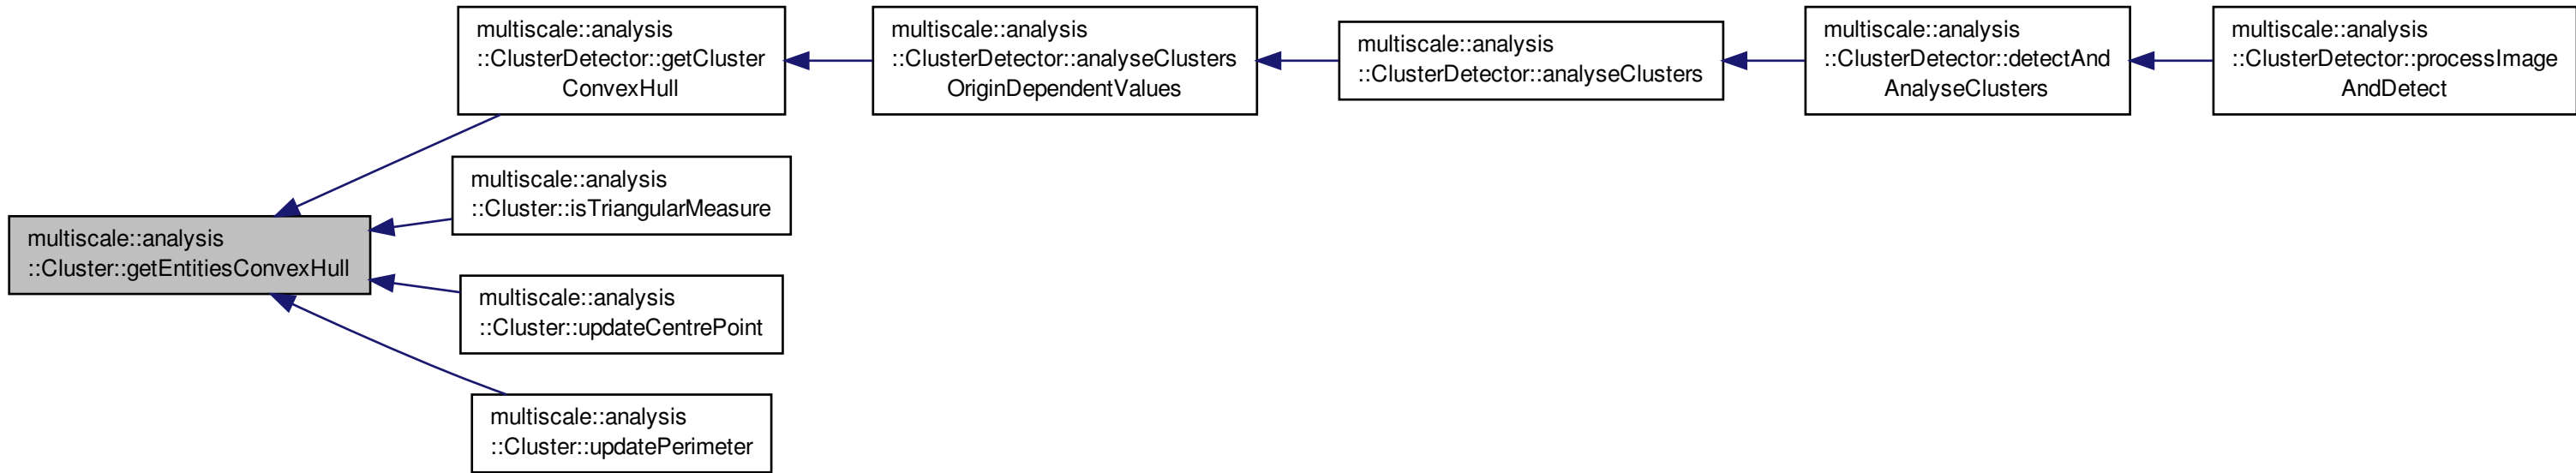 multiscale::analysis
::ClusterDetector::getCluster
ConvexHull
multiscale::analysis
::ClusterDetector::analyseClusters
OriginDependentValues
multiscale::analysis
::ClusterDetector::analyseClusters
multiscale::analysis
::ClusterDetector::detectAnd
AnalyseClusters
multiscale::analysis
::ClusterDetector::processImage
AndDetect
multiscale::analysis
::Cluster::isTriangularMeasure
multiscale::analysis
::Cluster::getEntitiesConvexHull
multiscale::analysis
::Cluster::updateCentrePoint
multiscale::analysis
::Cluster::updatePerimeter